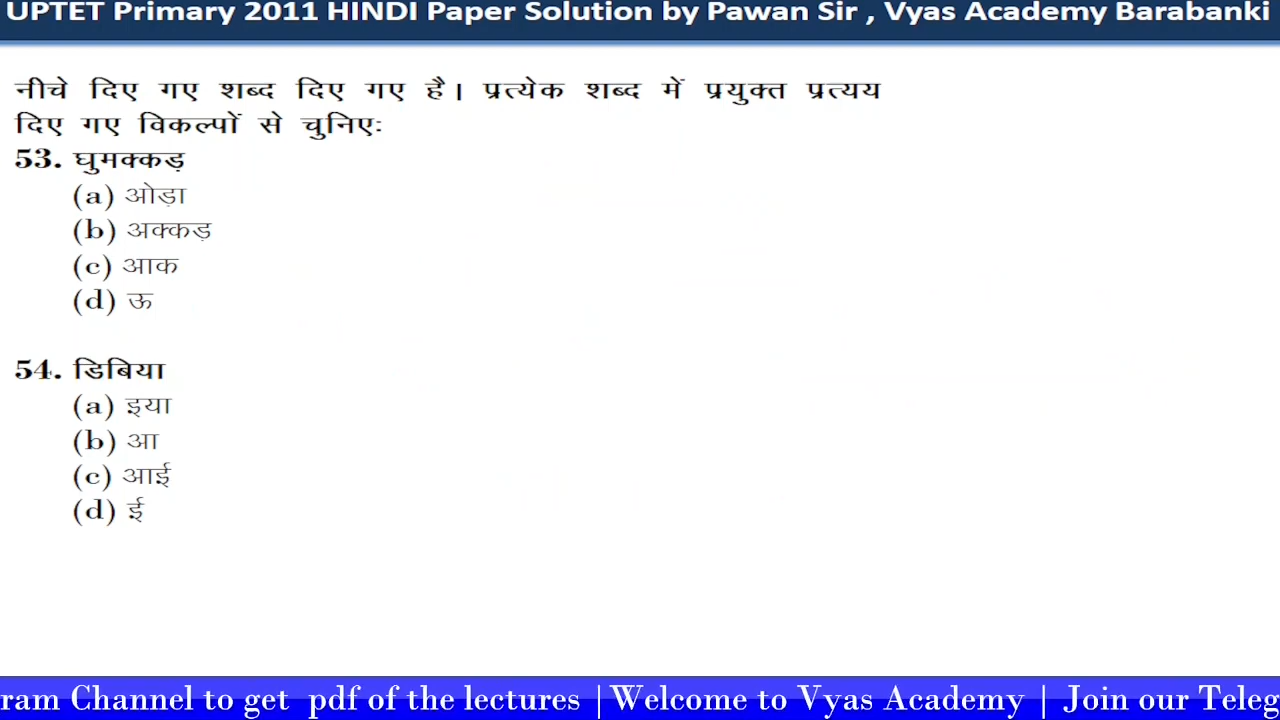 UPTET Primary 2011 HINDI Paper Solution by Pawan Sir , Vyas Academy Barabanki
नीचे दिए गए शब्द दिए गए है। प्रत्येक शब्द में प्रयुक्त प्रत्यय
दिए गए विकल्पों से चुनिए:
53. घुमक्कड़
(a) ओड़ा
(b) अक्कड़
(c) आक
(d) ऊ
54. डिबिया
(a) इया
(b) आ
(c) आई
(d) ई
ram Channel to get pdf of the lectures | Welcome to Vyas Academy | Join our Teleg